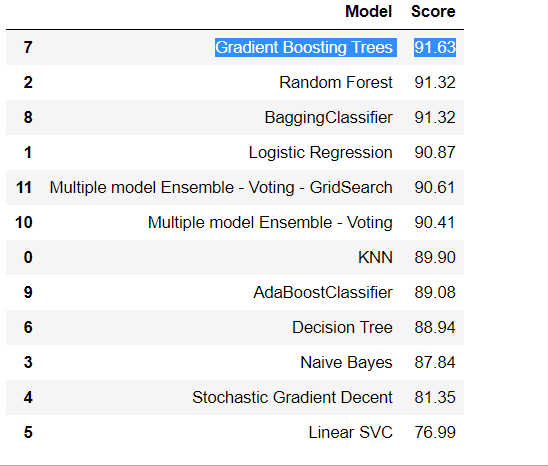 Model Score
7 Gradient Boosting Trees 91.63
2 Random Forest 91.32
8 BaggingClassifier 91.32
1 Logistic Regression 90.87
11 Multiple model Ensemble - Voting - GridSearch 90.61
10 Multiple model Ensemble - Voting 90.41
0 KNN 89.90
9 AdaBoostClassifier 89.08
6 Decision Tree 88.94
3 Naive Bayes 87.84
4 Stochastic Gradient Decent 81.35
5 Linear SVC 76.99